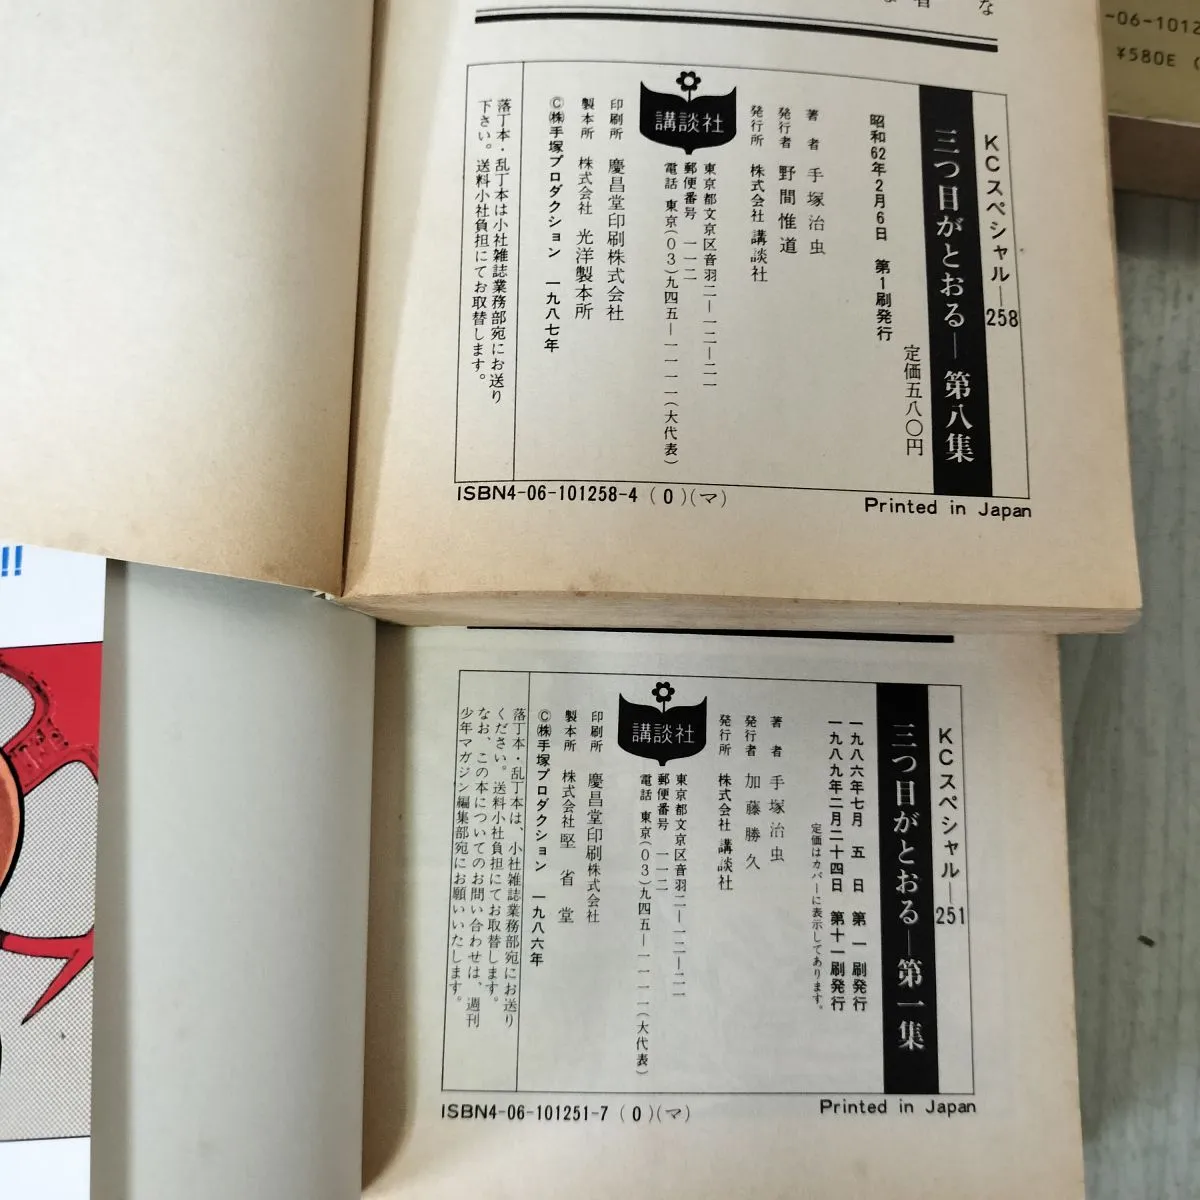 -06-1012
¥580E (
KCスペシャル—258
三つ目がとおる—第八集
定価五八〇円
昭和62年2月6日 第1刷発行
著 者 手塚治虫
発行者 野間惟道
発行所 株式会社 講談社
講談社
東京都文京区音羽二—一二—二一
郵便番号 一一二
電話 東京(03)九四五—一一一一(大代表)
印刷所 慶昌堂印刷株式会社
製本所 株式会社 光洋製本所
©㈱手塚プロダクション 一九八七年
落丁本・乱丁本は小社雑誌業務部宛にお送り
下さい。送料小社負担にてお取替します。
ISBN4-06-101258-4 (0)(マ)
Printed in Japan
!!
KCスペシャル—251
三つ目がとおる—第一集
一九八六年七月 五 日 第 一 刷発行
一九八九年二月二十四日 第十一刷発行
定価はカバーに表示してあります。
著 者 手塚治虫
発行者 加藤勝久
発行所 株式会社 講談社
講談社
東京都文京区音羽二—一二—二一
郵便番号 一一二
電話 東京(03)九四五—一一一一(大代表)
印刷所 慶昌堂印刷株式会社
製本所 株式会社 堅省堂
©㈱手塚プロダクション 一九八六年
落丁本・乱丁本は、小社雑誌業務部宛にお送り
ください。送料小社負担にてお取替します。
なお、この本についてのお問い合わせは、週刊
少年マガジン編集部宛にお願いいたします。
ISBN4-06-101251-7 (0)(マ)
Printed in Japan